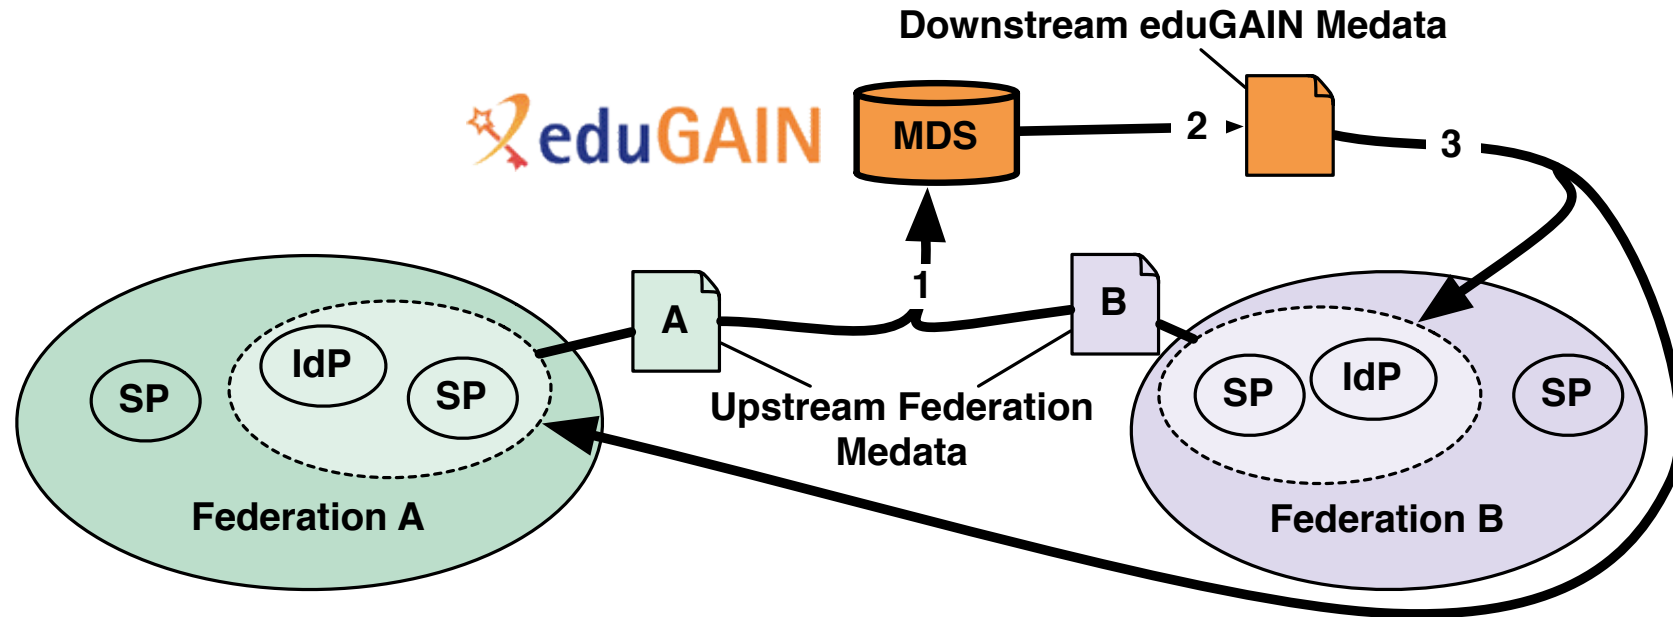 Downstream eduGAIN Medata
eduGAIN
MDS
2
3
1
A
B
SP
IdP
SP
Upstream Federation
Medata
SP
IdP
SP
Federation A
Federation B